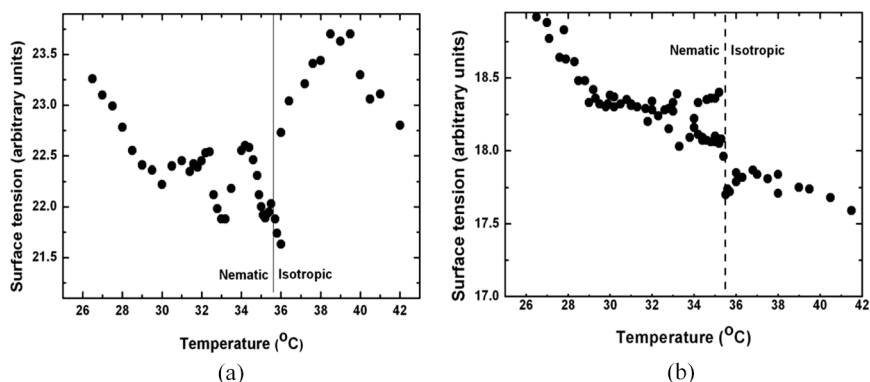 (a)
23.5
23.0
22.5
22.0
21.5
Surface tension (arbitrary units)
Nematic Isotropic
26 28 30 32 34 36 38 40 42
Temperature (°C)
(a)
(b)
18.5
18.0
17.5
17.0
Surface tension (arbitrary units)
Nematic Isotropic
26 28 30 32 34 36 38 40 42
Temperature (°C)
(b)